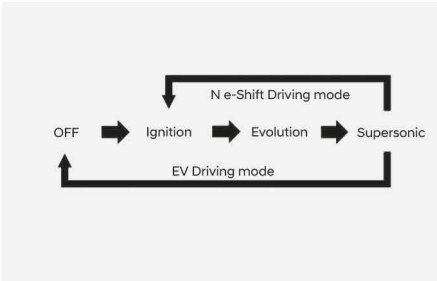 N e-Shift Driving mode
OFF Ignition Evolution Supersonic
EV Driving mode